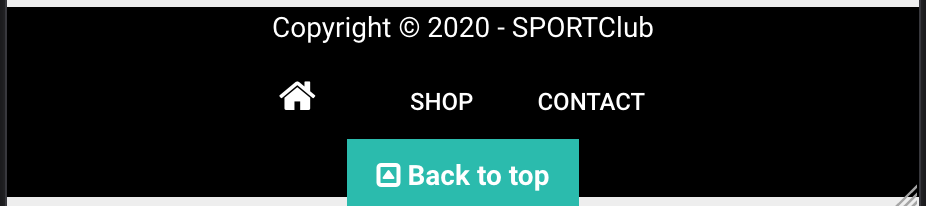 Copyright © 2020 - SPORTClub
SHOP CONTACT
Back to top